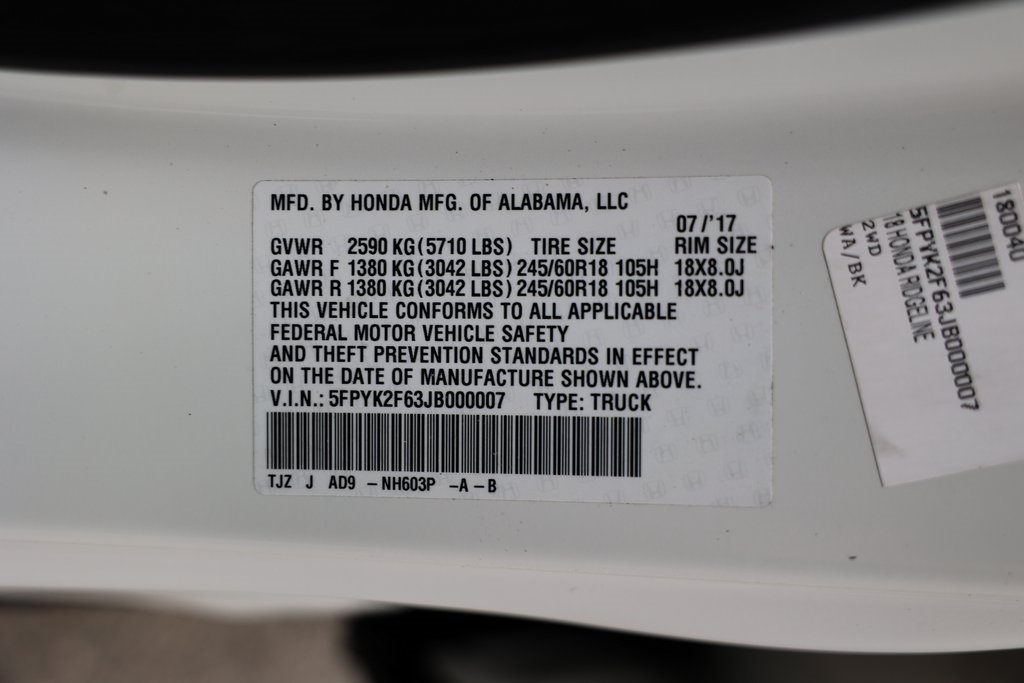 MFD. BY HONDA MFG. OF ALABAMA, LLC
07/'17
GVWR 2590 KG (5710 LBS) TIRE SIZE RIM SIZE
GAWR F 1380 KG (3042 LBS) 245/60R18 105H 18X8.0J
GAWR R 1380 KG (3042 LBS) 245/60R18 105H 18X8.0J
THIS VEHICLE CONFORMS TO ALL APPLICABLE
FEDERAL MOTOR VEHICLE SAFETY
AND THEFT PREVENTION STANDARDS IN EFFECT
ON THE DATE OF MANUFACTURE SHOWN ABOVE.
V.I.N.: 5FPYK2F63JB000007 TYPE: TRUCK
TJZ J AD9 -NH603P -A -B
180040
5FPYK2F63JB000007
18 HONDA RIDGELINE
2WD
WA/BK